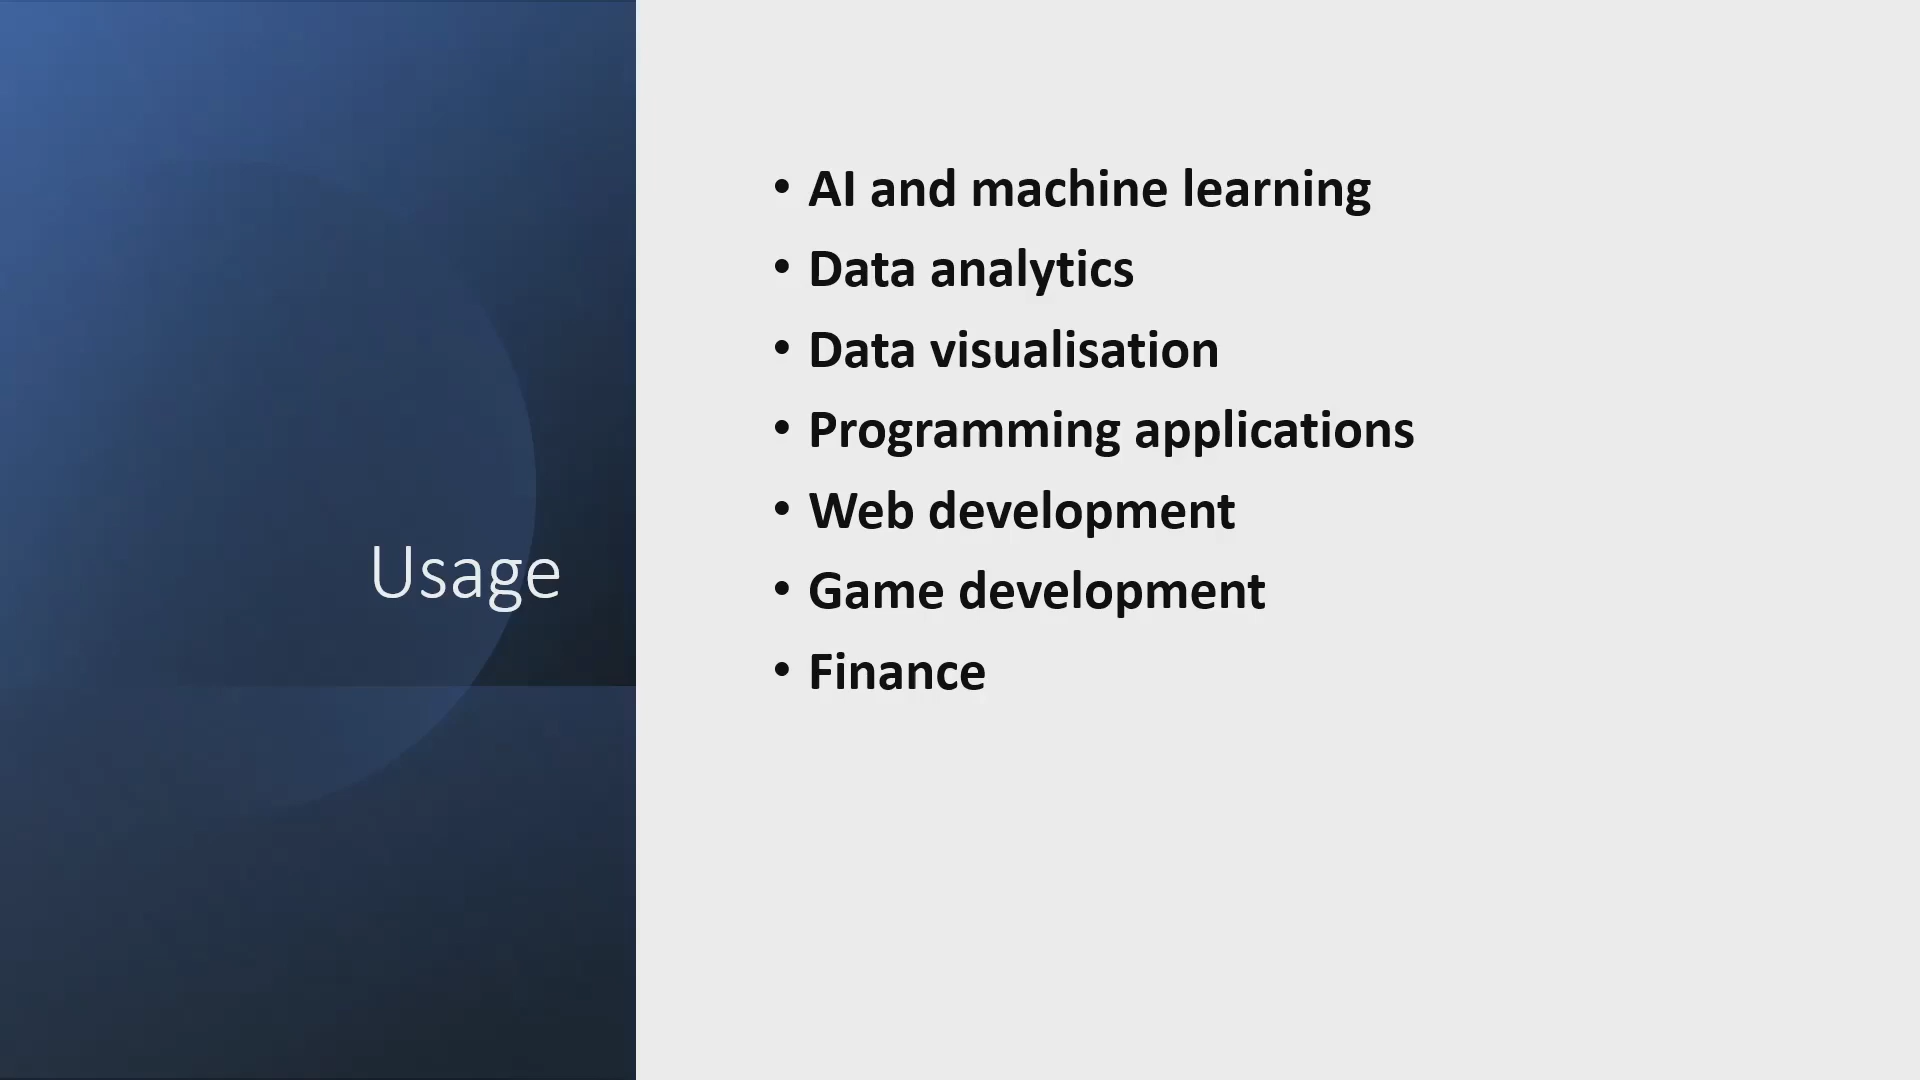 Usage
• AI and machine learning
• Data analytics
• Data visualisation
• Programming applications
• Web development
• Game development
• Finance